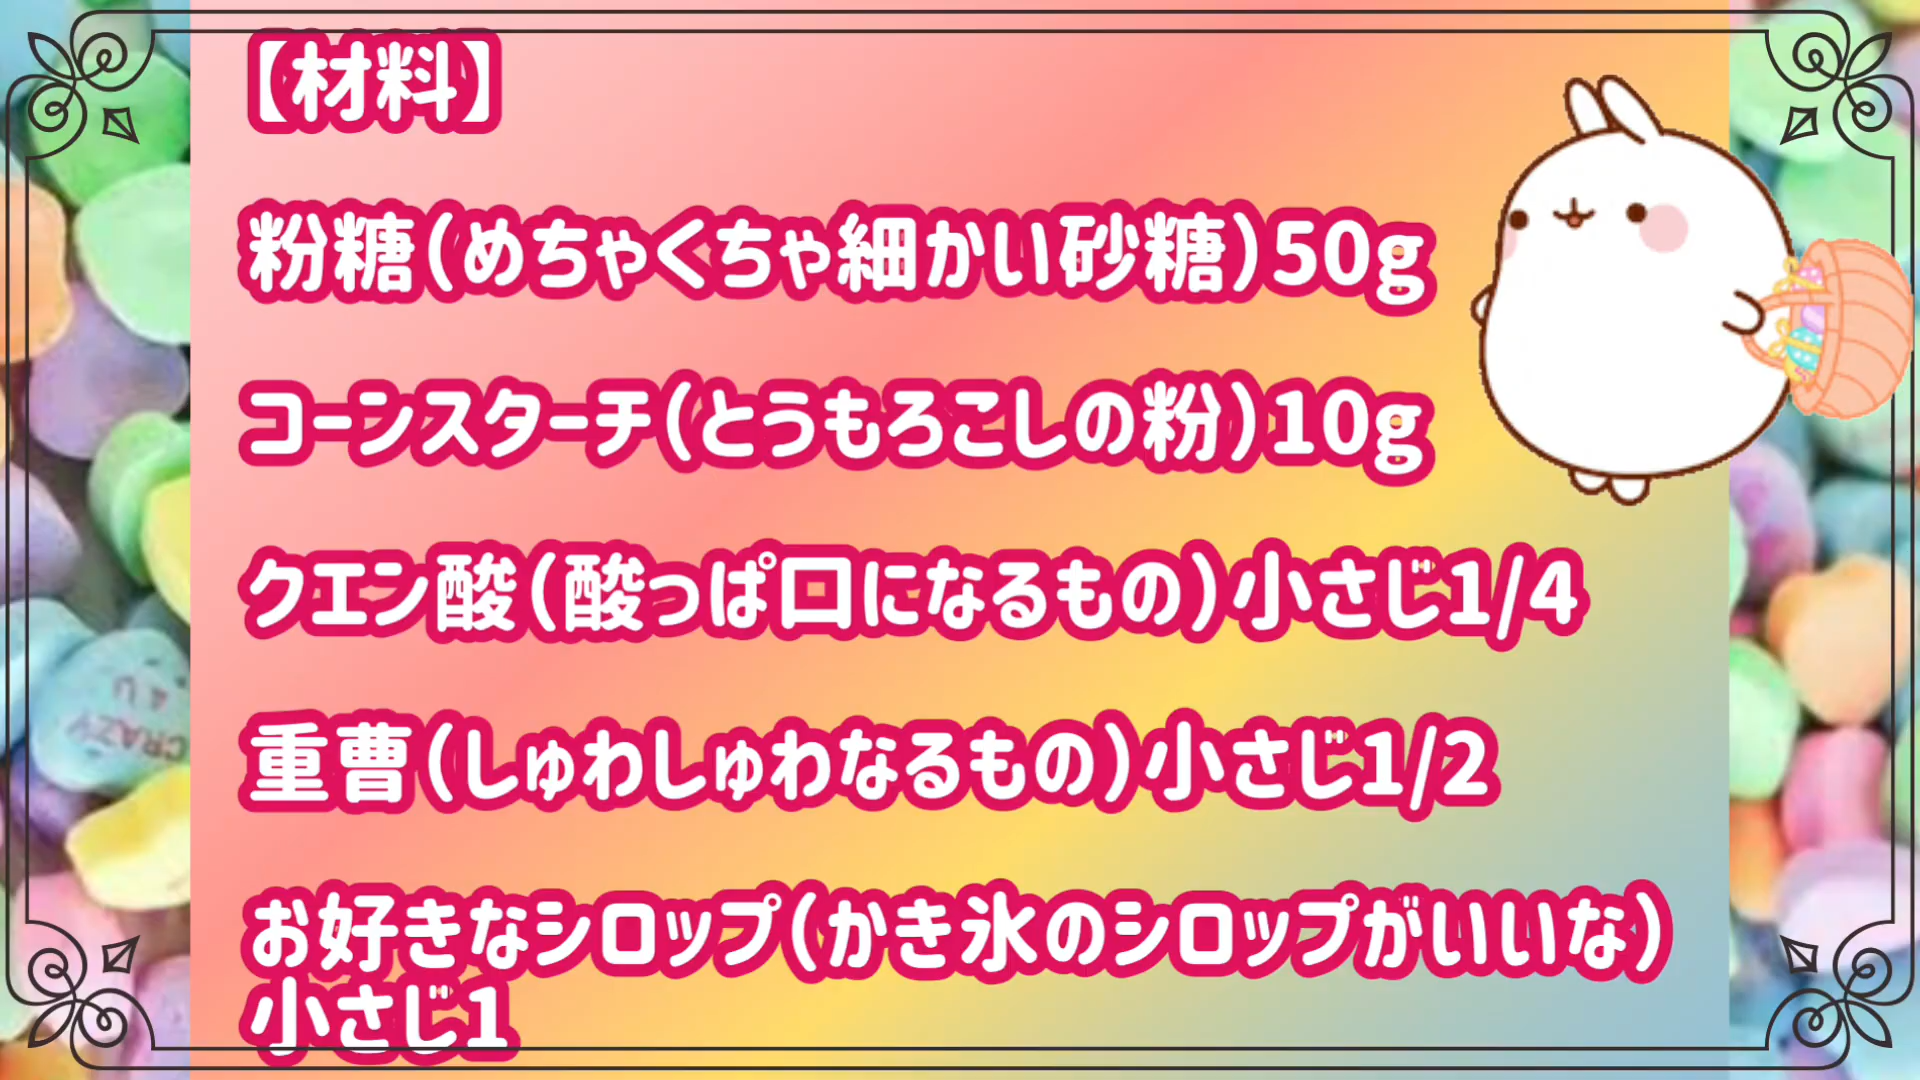 【材料】
粉糖(めちゃくちゃ細かい砂糖)50g
コーンスターチ(とうもろこしの粉)10g
クエン酸(酸っぱ口になるもの)小さじ1/4
重曹(しゅわしゅわなるもの)小さじ1/2
お好きなシロップ(かき氷のシロップがいいな)
小さじ1
CRAZY
4 U